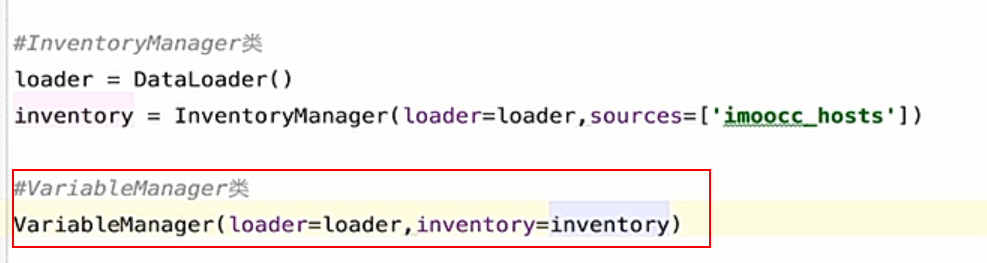 #InventoryManager类
loader = DataLoader()
inventory = InventoryManager(loader=loader,sources=['imoocc_hosts'])
#VariableManager类
VariableManager(loader=loader,inventory=inventory)